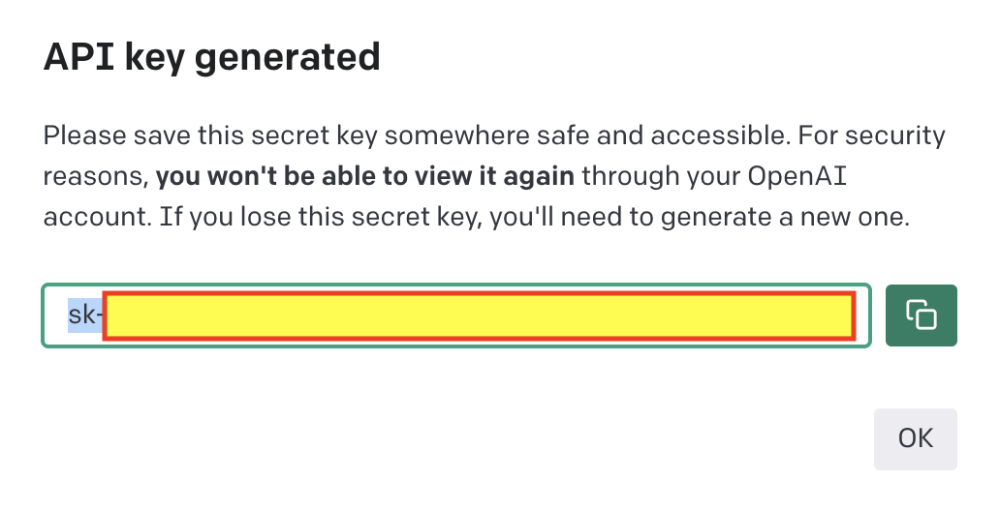 API key generated
Please save this secret key somewhere safe and accessible. For security
reasons, you won't be able to view it again through your OpenAI
account. If you lose this secret key, you'll need to generate a new one.
sk-
OK